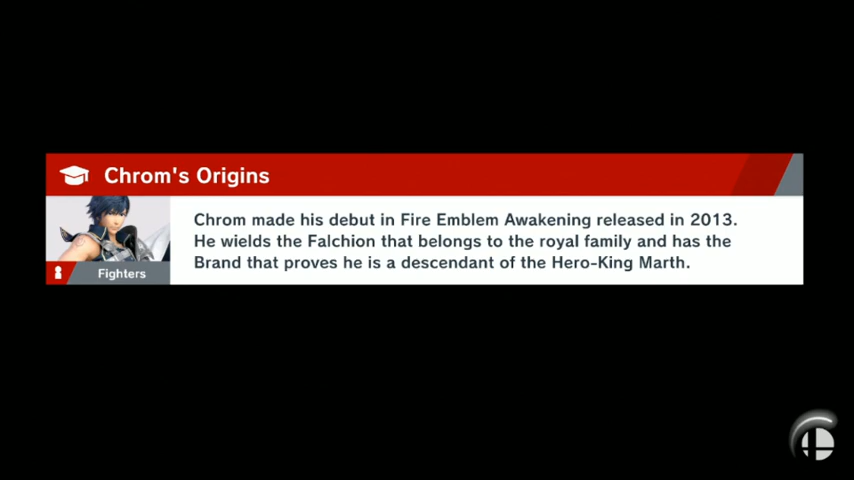 Chrom's Origins
Chrom made his debut in Fire Emblem Awakening released in 2013.
He wields the Falchion that belongs to the royal family and has the
Brand that proves he is a descendant of the Hero-King Marth.
Fighters